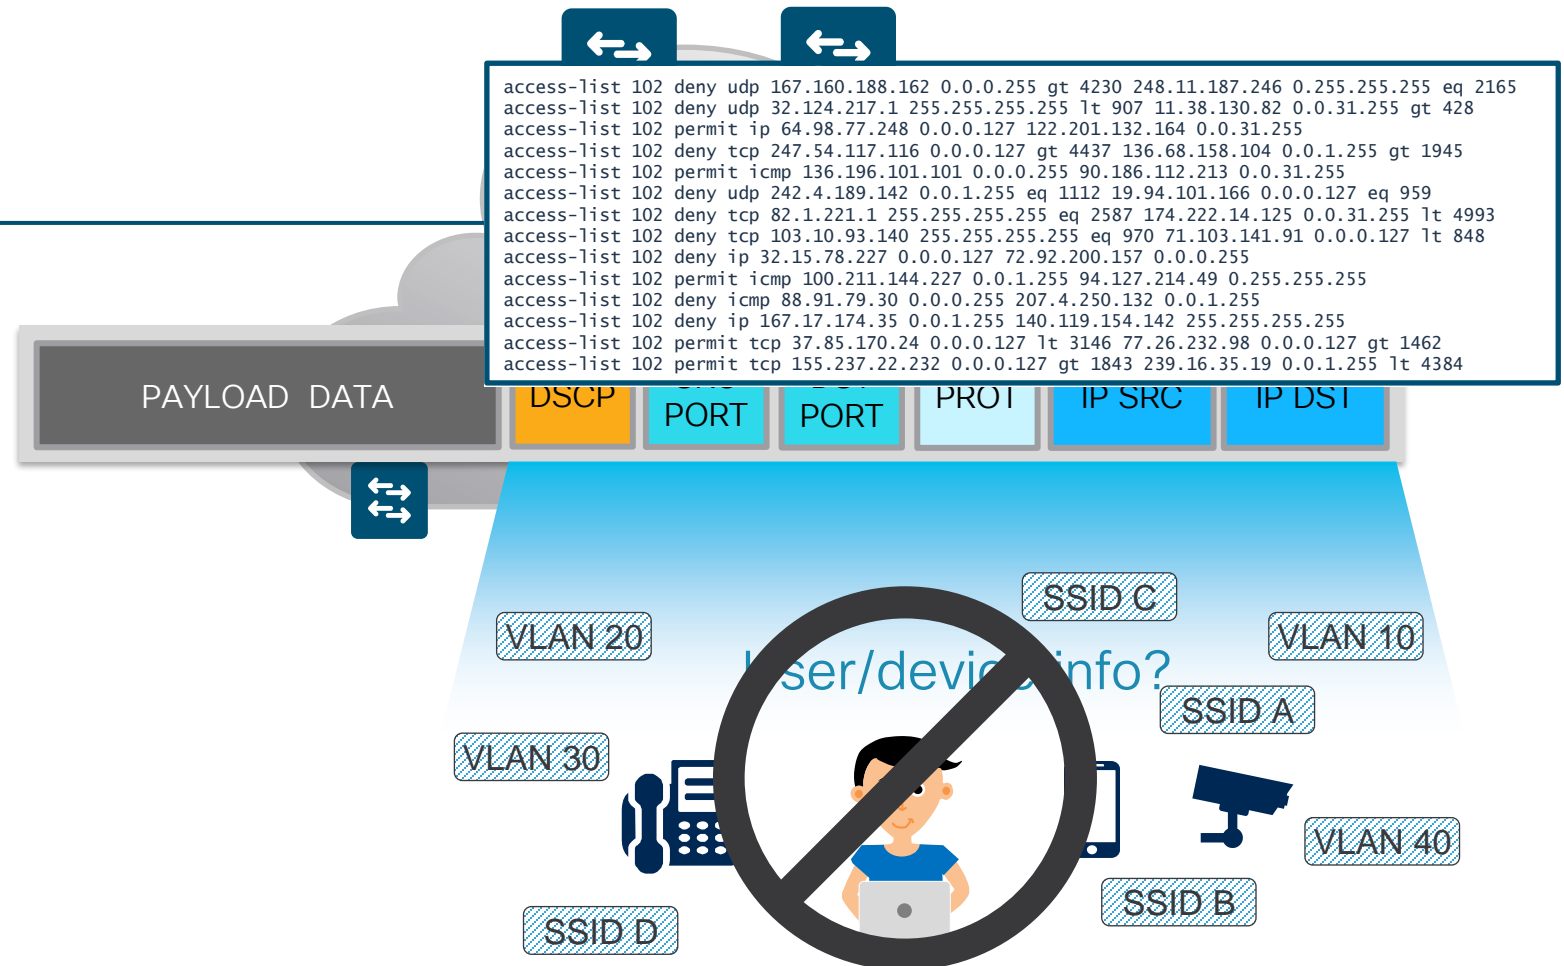 access-list 102 deny udp 167.160.188.162 0.0.0.255 gt 4230 248.11.187.246 0.255.255.255 eq 2165
access-list 102 deny udp 32.124.217.1 255.255.255.255 lt 907 11.38.130.82 0.0.31.255 gt 428
access-list 102 permit ip 64.98.77.248 0.0.0.127 122.201.132.164 0.0.31.255
access-list 102 deny tcp 247.54.117.116 0.0.0.127 gt 4437 136.68.158.104 0.0.1.255 gt 1945
access-list 102 permit icmp 136.196.101.101 0.0.0.255 90.186.112.213 0.0.31.255
access-list 102 deny udp 242.4.189.142 0.0.1.255 eq 1112 19.94.101.166 0.0.0.127 eq 959
access-list 102 deny tcp 82.1.221.1 255.255.255.255 eq 2587 174.222.14.125 0.0.31.255 lt 4993
access-list 102 deny tcp 103.10.93.140 255.255.255.255 eq 970 71.103.141.91 0.0.0.127 lt 848
access-list 102 deny ip 32.15.78.227 0.0.0.127 72.92.200.157 0.0.0.255
access-list 102 permit icmp 100.211.144.227 0.0.1.255 94.127.214.49 0.255.255.255
access-list 102 deny icmp 88.91.79.30 0.0.0.255 207.4.250.132 0.0.1.255
access-list 102 deny ip 167.17.174.35 0.0.1.255 140.119.154.142 255.255.255.255
access-list 102 permit tcp 37.85.170.24 0.0.0.127 lt 3146 77.26.232.98 0.0.0.127 gt 1462
access-list 102 permit tcp 155.237.22.232 0.0.0.127 gt 1843 239.16.35.19 0.0.1.255 lt 4384
PAYLOAD DATA
DSCP
PORT
DST
PORT
PROT
IP SRC
IP DST
SSID C
VLAN 20
VLAN 10
User/device info?
SSID A
VLAN 30
VLAN 40
SSID B
SSID D